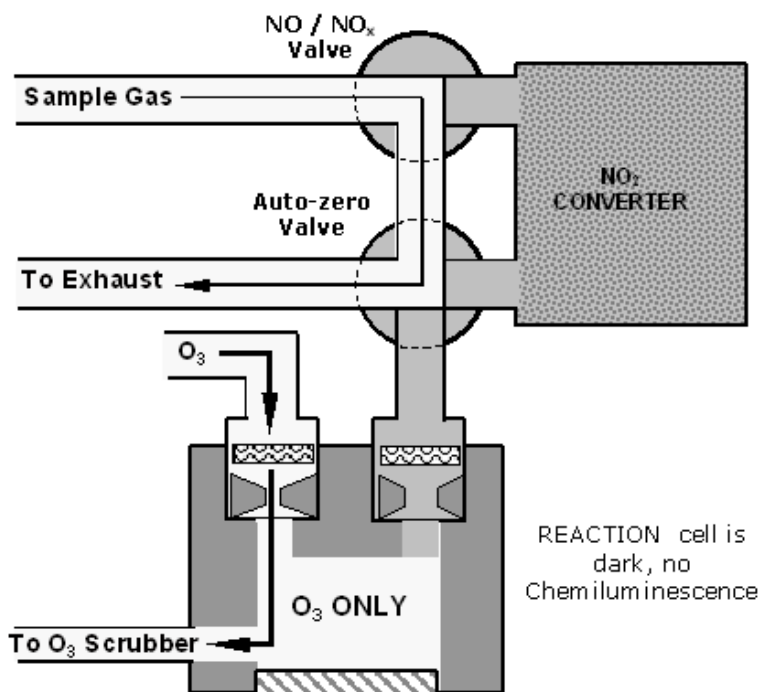 NO / NOₓ
Valve
Sample Gas
NO₂
CONVERTER
Auto-zero
Valve
To Exhaust
O₃
REACTION cell is
dark, no
Chemiluminescence
O₃ ONLY
To O₃ Scrubber